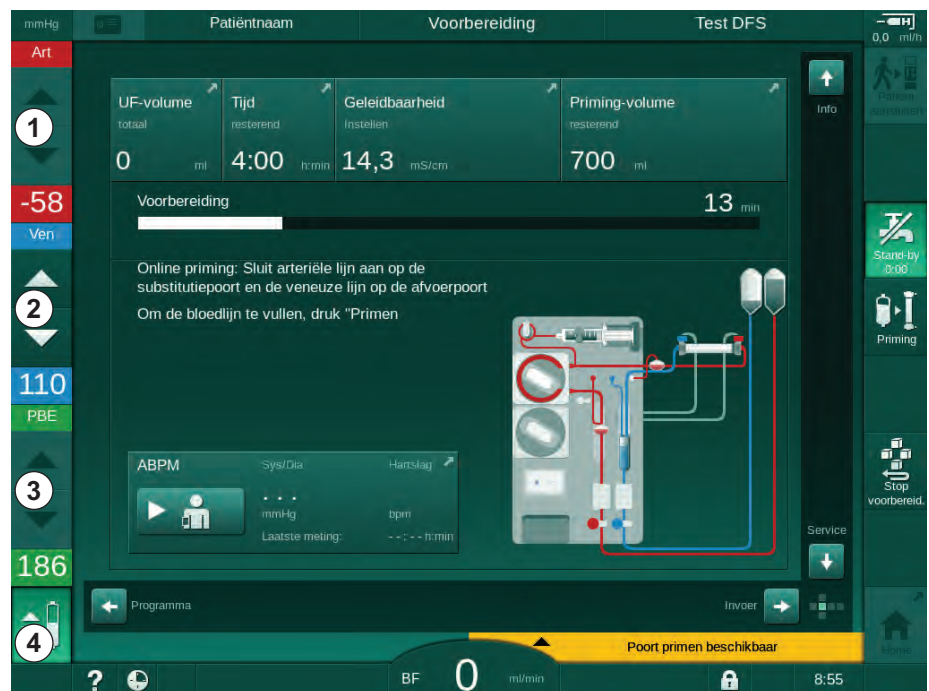 mmHg
Patiëntnaam
Voorbereiding
Test DFS
0,0 ml/h
Art
1
-58
Ven
2
110
PBE
3
186
4
UF-volume
totaal
0 ml
Tijd
resterend
4:00 h:min
Geleidbaarheid
Instellen
14,3 mS/cm
Priming-volume
resterend
700 ml
Info
Patiënt
aansluiten
Voorbereiding
13 min
Online priming: Sluit arteriële lijn aan op de
substitutiepoort en de veneuze lijn op de afvoerpoort
Om de bloedlijn te vullen, druk "Primen
Stand-by
0:00
Priming
Stop
voorbereid.
ABPM
Sys/Dia
Hartslag
. . .
mmHg
bpm
Laatste meting:
--:-- h:min
Service
Programma
Invoer
Home
Poort primen beschikbaar
?
BF 0 ml/min
8:55